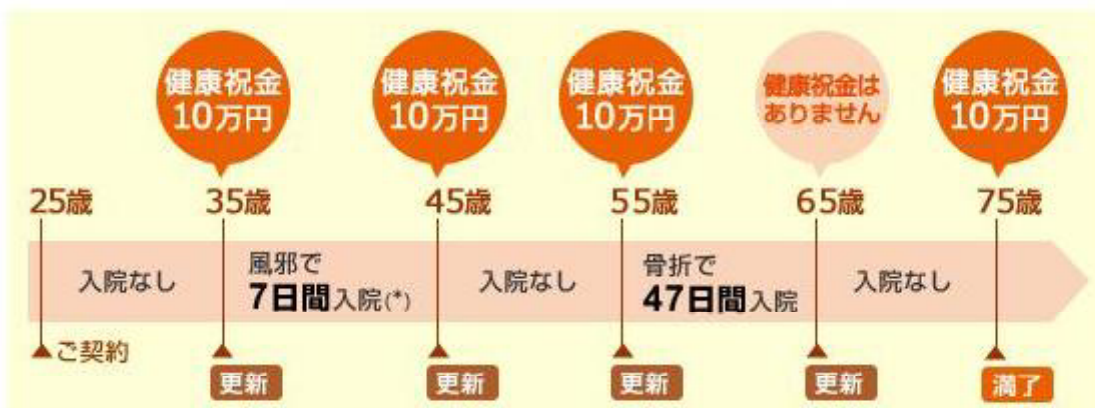 健康祝金
10万円
健康祝金
10万円
健康祝金
10万円
健康祝金は
ありません
健康祝金
10万円
25歳
35歳
45歳
55歳
65歳
75歳
入院なし
風邪で
7日間入院(*)
入院なし
骨折で
47日間入院
入院なし
ご契約
更新
更新
更新
更新
満了